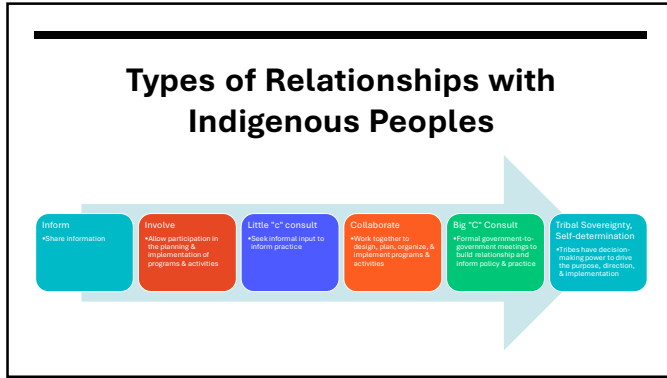 Types of Relationships with
Indigenous Peoples
Inform
•Share information
Involve
•Allow participation in
the planning &
implementation of
programs & activities
Little "c" consult
•Seek informal input to
inform practice
Collaborate
•Work together to
design, plan, organize, &
implement programs &
activities
Big "C" Consult
•Formal government-to-
government meetings to
build relationship and
inform policy & practice
Tribal Sovereignty,
Self-determination
•Tribes have decision-
making power to drive
the purpose, direction,
& implementation